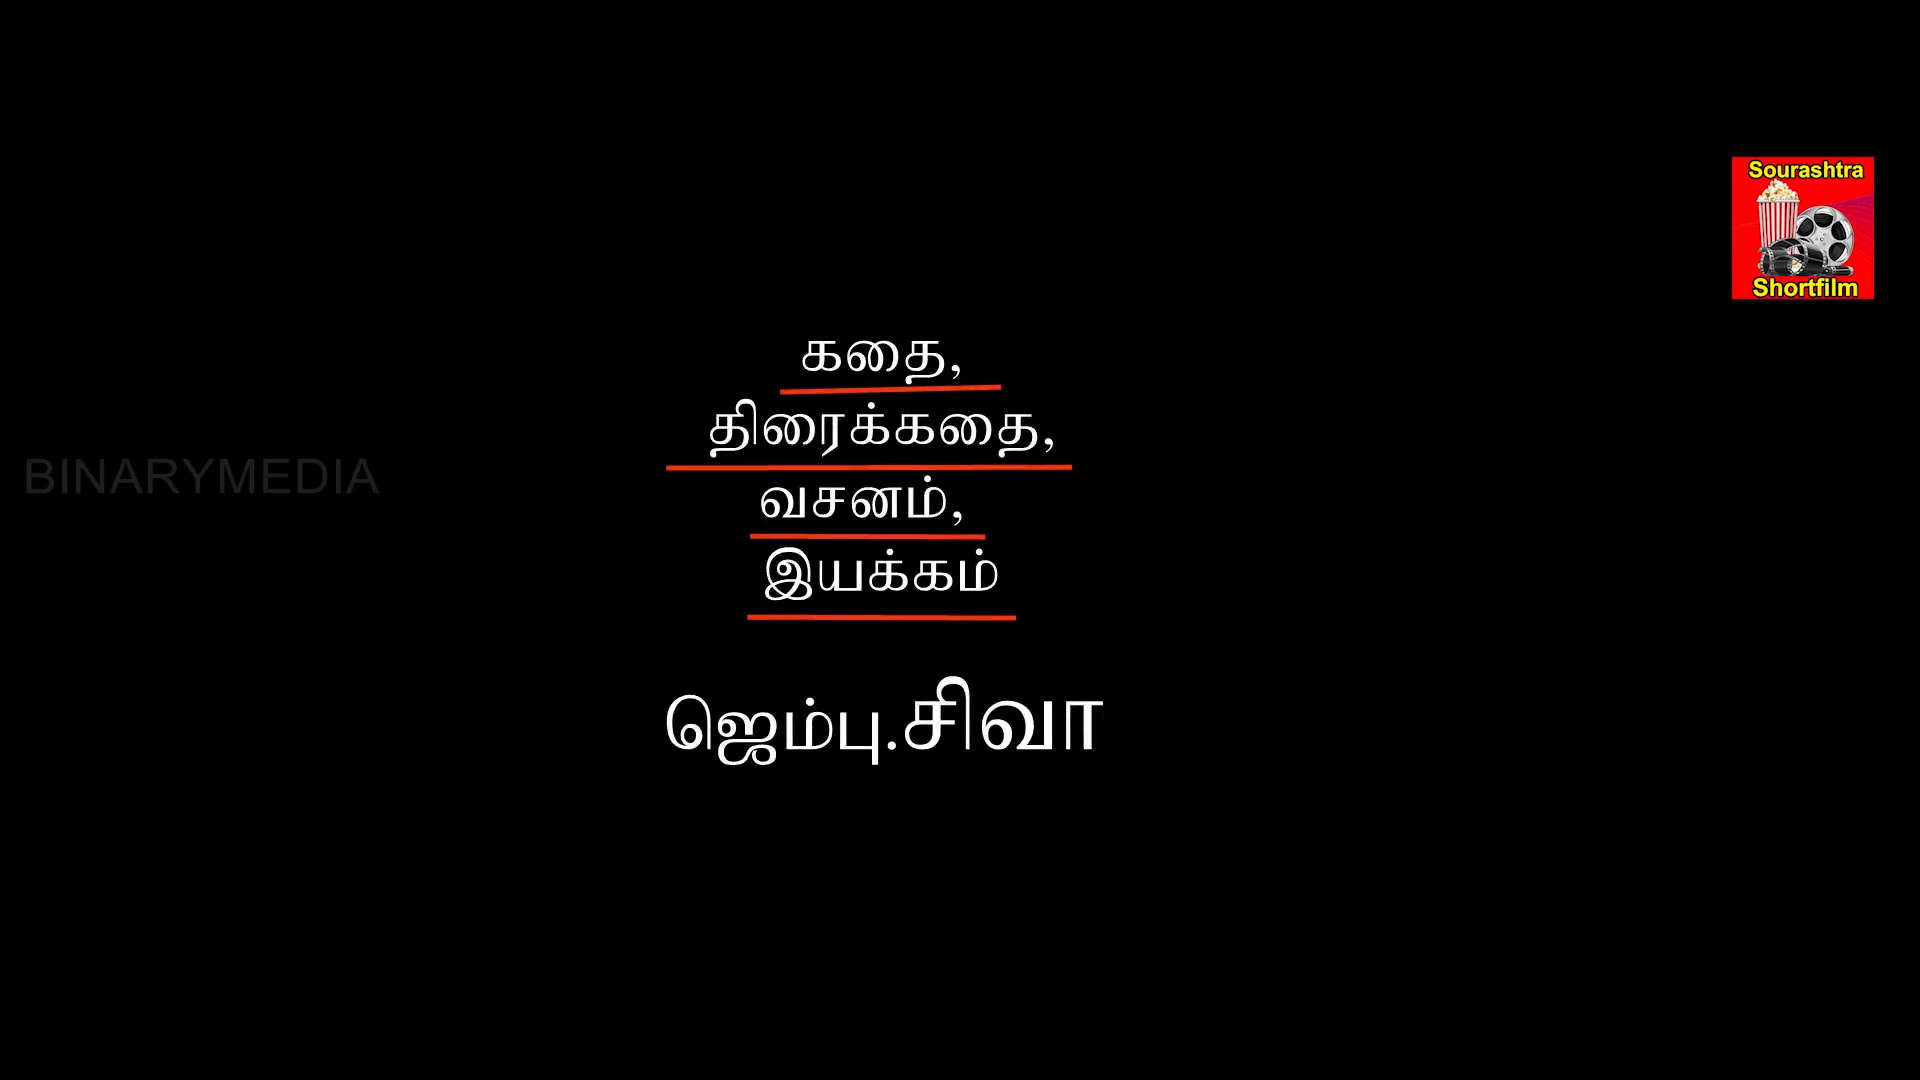 Sourashtra
Shortfilm
கதை,
திரைக்கதை,
வசனம்,
இயக்கம்
BINARYMEDIA
ஜெம்பு.சிவா